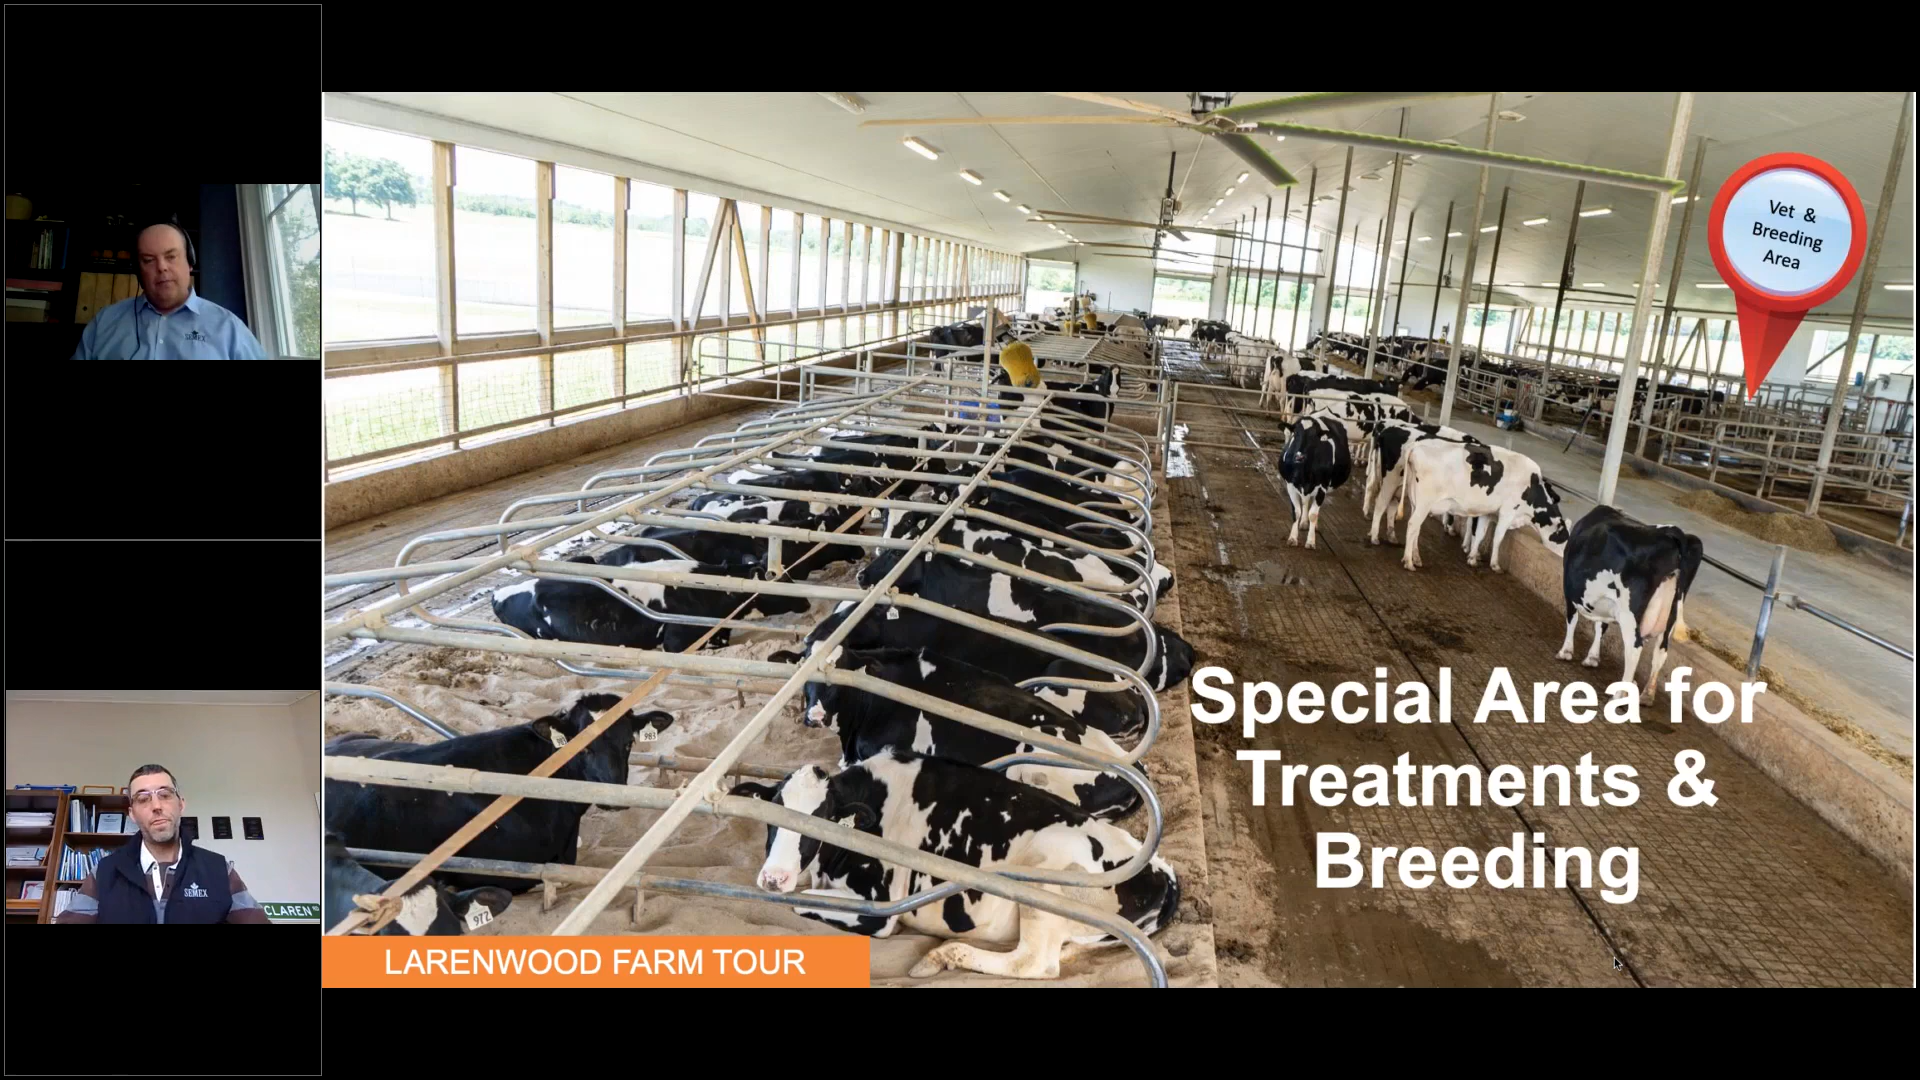 SEMEX
SEMEX
CLAREN
Vet &
Breeding
Area
983
972
Special Area for
Treatments &
Breeding
LARENWOOD FARM TOUR